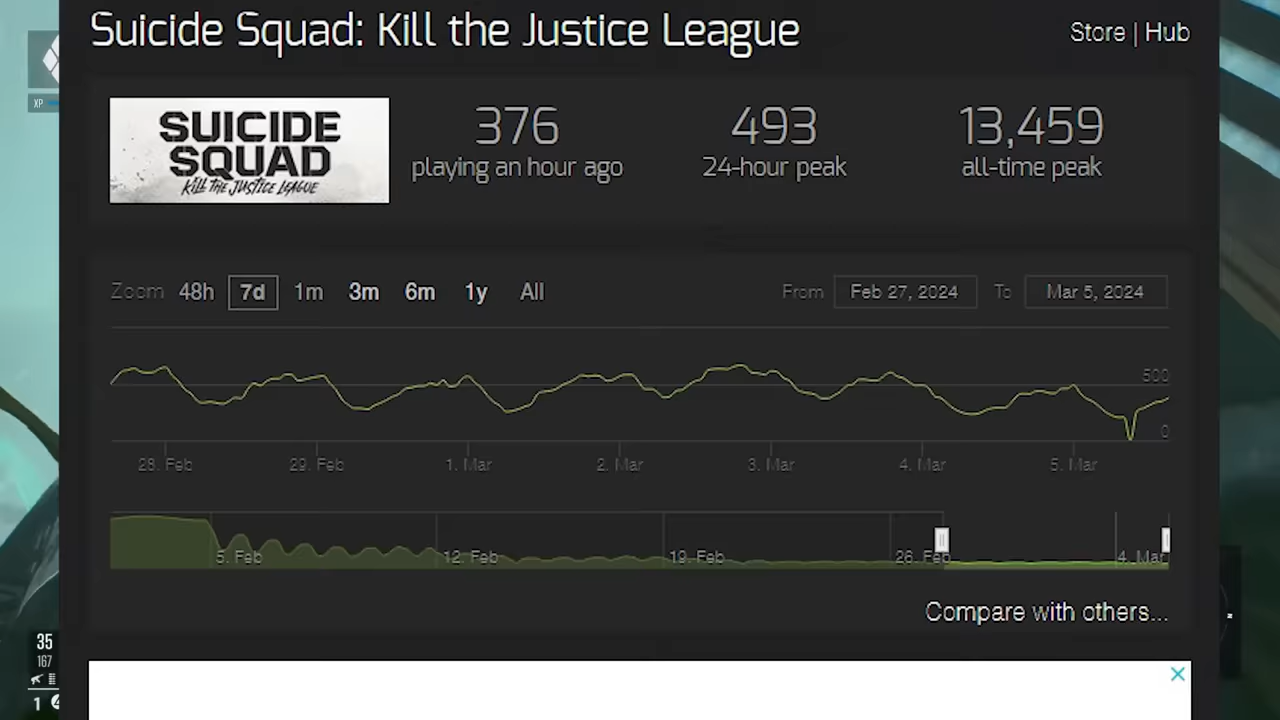 Suicide Squad: Kill the Justice League
Store | Hub
XP
SUICIDE
SQUAD
KILL THE JUSTICE LEAGUE
376
playing an hour ago
493
24-hour peak
13,459
all-time peak
Zoom 48h 7d 1m 3m 6m 1y All
From Feb 27, 2024 To Mar 5, 2024
500
0
28. Feb 29. Feb 1. Mar 2. Mar 3. Mar 4. Mar 5. Mar
5. Feb 12. Feb 19. Feb 26. Feb 4. Mar
Compare with others...
35
167
1